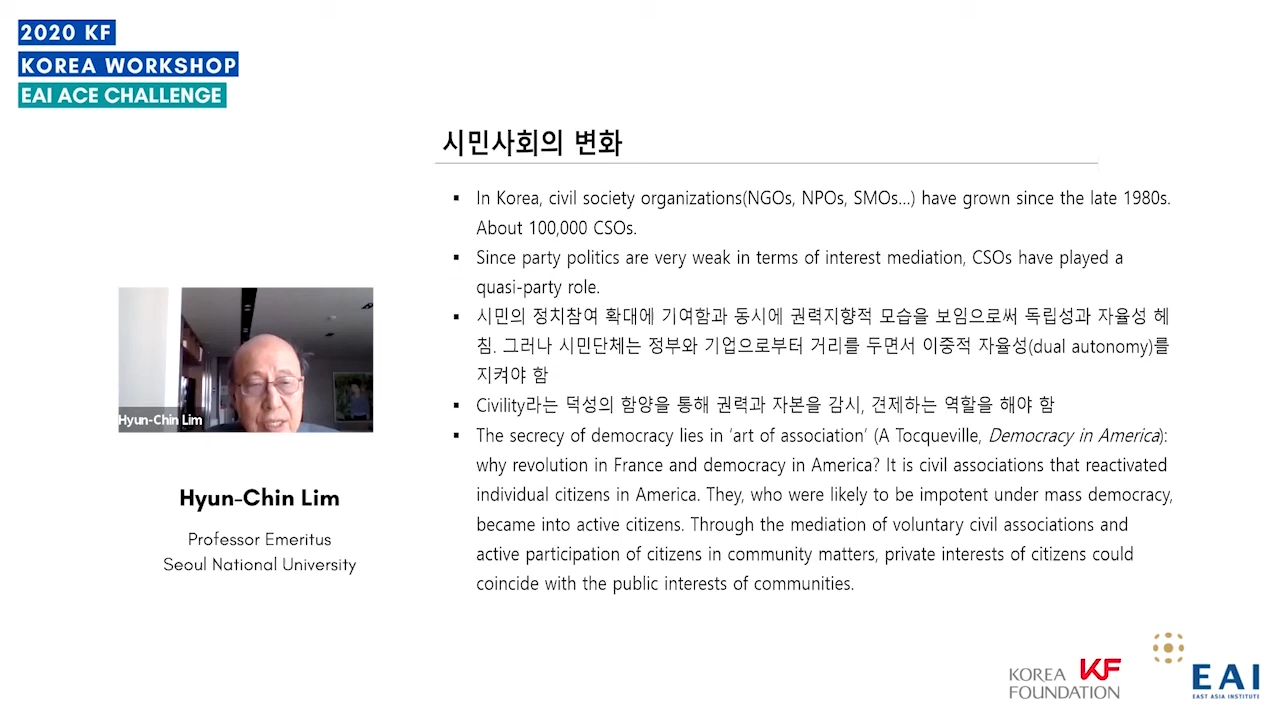 2020 KF
KOREA WORKSHOP
EAI ACE CHALLENGE
시민사회의 변화
▪ In Korea, civil society organizations(NGOs, NPOs, SMOs...) have grown since the late 1980s.
About 100,000 CSOs.
▪ Since party politics are very weak in terms of interest mediation, CSOs have played a
quasi-party role.
▪ 시민의 정치참여 확대에 기여함과 동시에 권력지향적 모습을 보임으로써 독립성과 자율성 헤
침. 그러나 시민단체는 정부와 기업으로부터 거리를 두면서 이중적 자율성(dual autonomy)를
지켜야 함
▪ Civility라는 덕성의 함양을 통해 권력과 자본을 감시, 견제하는 역할을 해야 함
▪ The secrecy of democracy lies in ‘art of association’ (A Tocqueville, Democracy in America):
why revolution in France and democracy in America? It is civil associations that reactivated
individual citizens in America. They, who were likely to be impotent under mass democracy,
became into active citizens. Through the mediation of voluntary civil associations and
active participation of citizens in community matters, private interests of citizens could
coincide with the public interests of communities.
Hyun-Chin Lim
Hyun-Chin Lim
Professor Emeritus
Seoul National University
KOREA KF
FOUNDATION
EAI
EAST ASIA INSTITUTE